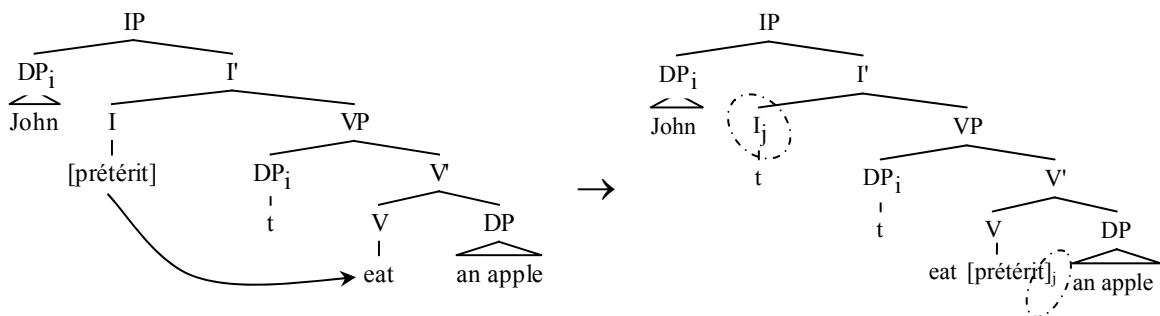 IP
DPi I'
John I VP
[prétérit] DPi V'
t V DP
eat an apple
→
IP
DPi I'
John Ij VP
t DPi V'
t V DP
eat [prétérit]j an apple